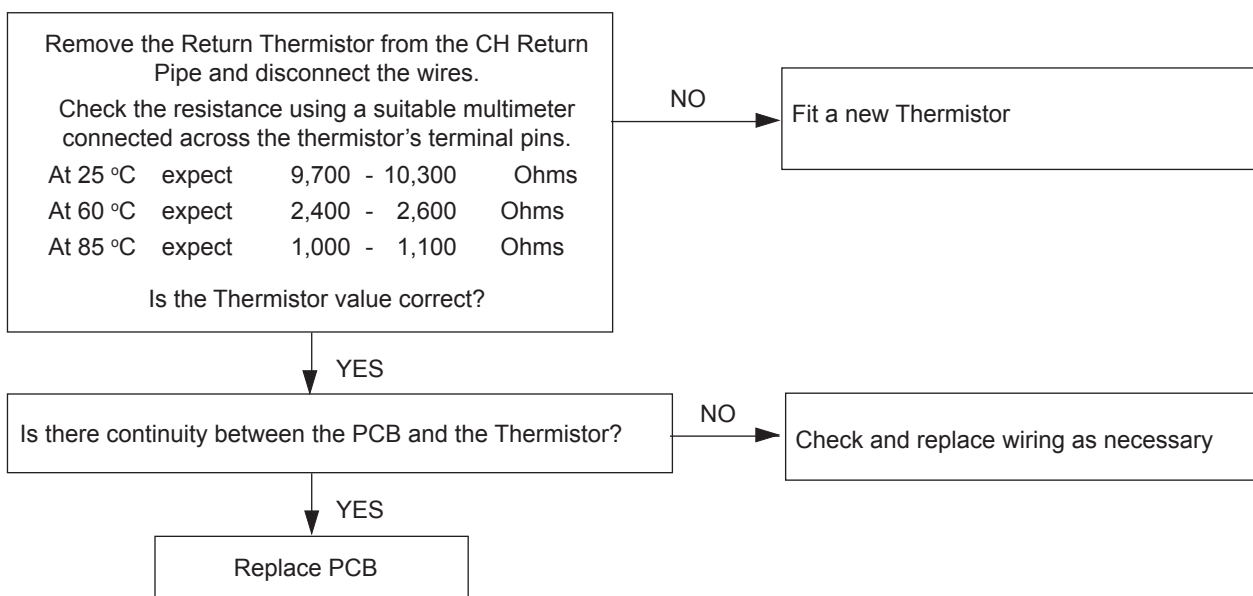 Remove the Return Thermistor from the CH Return
Pipe and disconnect the wires.
Check the resistance using a suitable multimeter
connected across the thermistor's terminal pins.
At 25 °C expect 9,700 - 10,300 Ohms
At 60 °C expect 2,400 - 2,600 Ohms
At 85 °C expect 1,000 - 1,100 Ohms
Is the Thermistor value correct?
NO
Fit a new Thermistor
YES
Is there continuity between the PCB and the Thermistor?
NO
Check and replace wiring as necessary
YES
Replace PCB